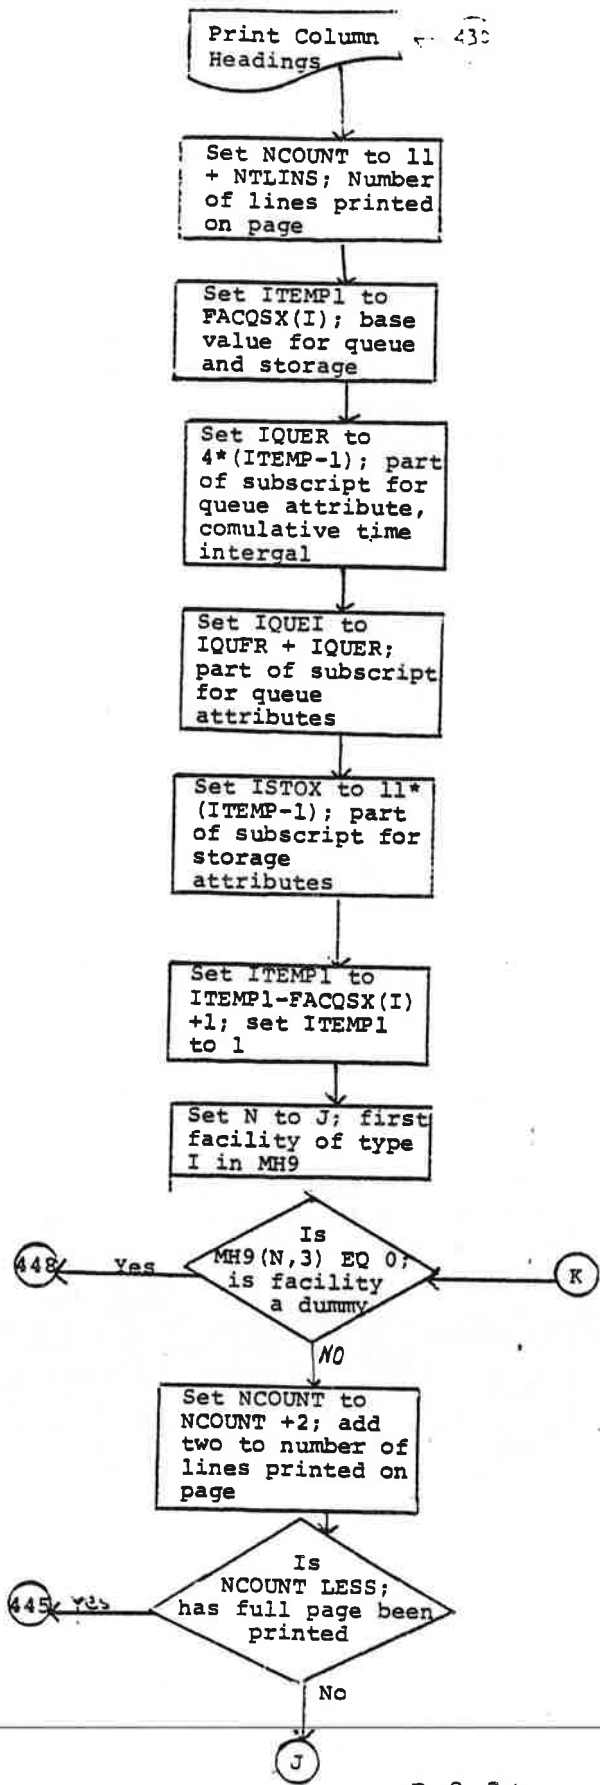 Print Column
Headings
Set NCOUNT to 11
+ NTLINS; Number
of lines printed
on page
Set ITEMP1 to
FACQSX(I); base
value for queue
and storage
Set IQUER to
4*(ITEMP-1); part
of subscript for
queue attribute,
comulative time
intergal
Set IQUEI to
IQUFR + IQUER;
part of subscript
for queue
attributes
Set ISTOX to 11*
(ITEMP-1); part
of subscript for
storage
attributes
Set ITEMP1 to
ITEMP1-FACQSX(I)
+1; set ITEMP1
to 1
Set N to J; first
facility of type
I in MH9
Is
MH9(N,3) EQ 0;
is facility
a dummy
448
Yes
K
NO
Set NCOUNT to
NCOUNT +2; add
two to number of
lines printed on
page
Is
NCOUNT LESS;
has full page been
printed
445
Yes
No
J